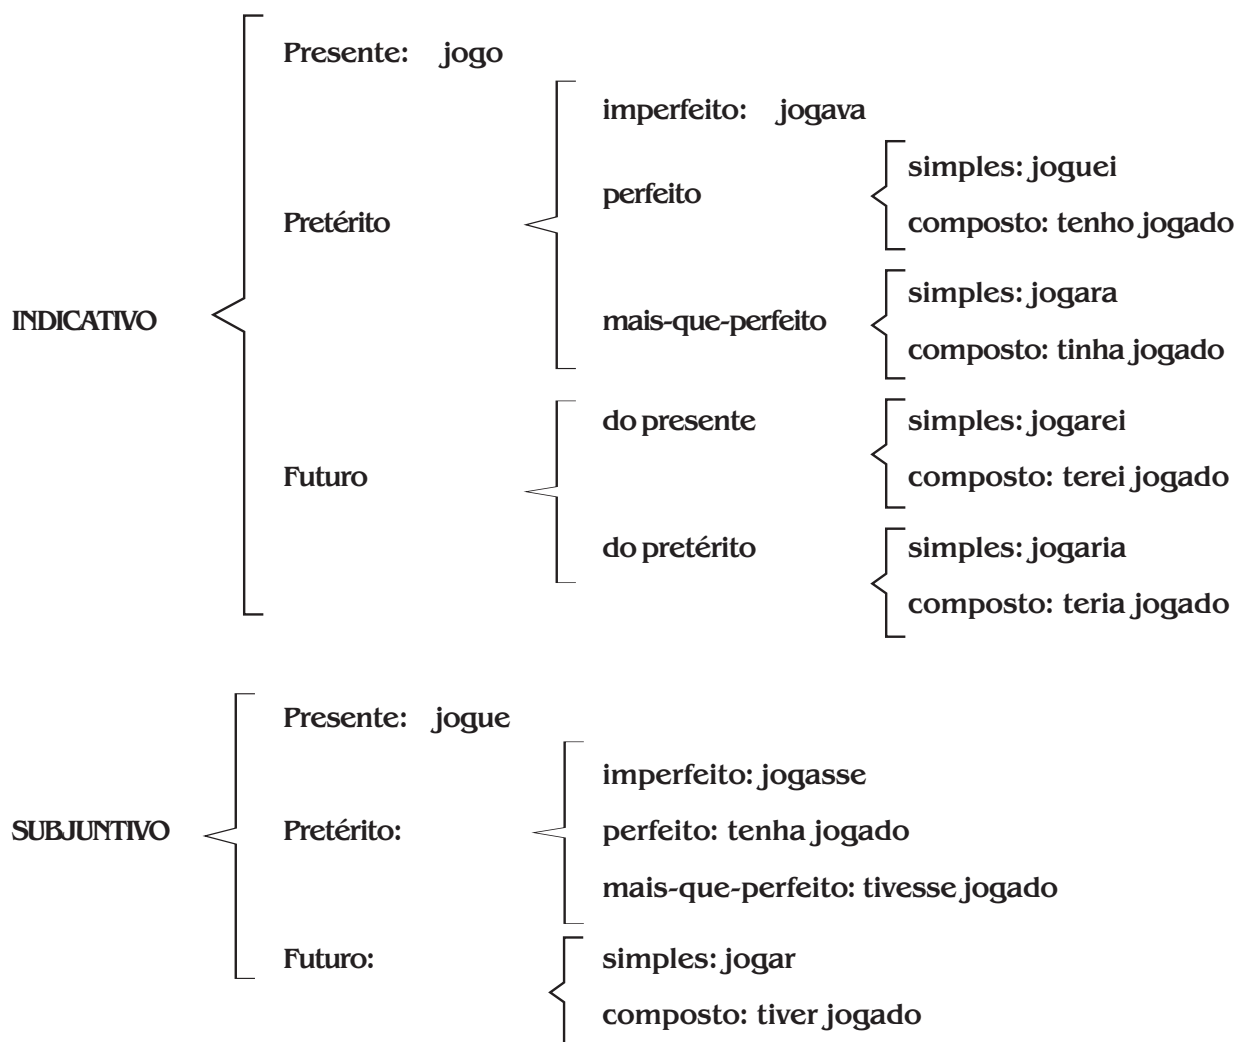 Presente: jogo
imperfeito: jogava
simples: joguei
perfeito
Pretérito
composto: tenho jogado
simples: jogara
INDICATIVO
mais-que-perfeito
composto: tinha jogado
do presente
simples: jogarei
Futuro
composto: terei jogado
do pretérito
simples: jogaria
composto: teria jogado
Presente: jogue
imperfeito: jogasse
SUBJUNTIVO
Pretérito:
perfeito: tenha jogado
mais-que-perfeito: tivesse jogado
Futuro:
simples: jogar
composto: tiver jogado